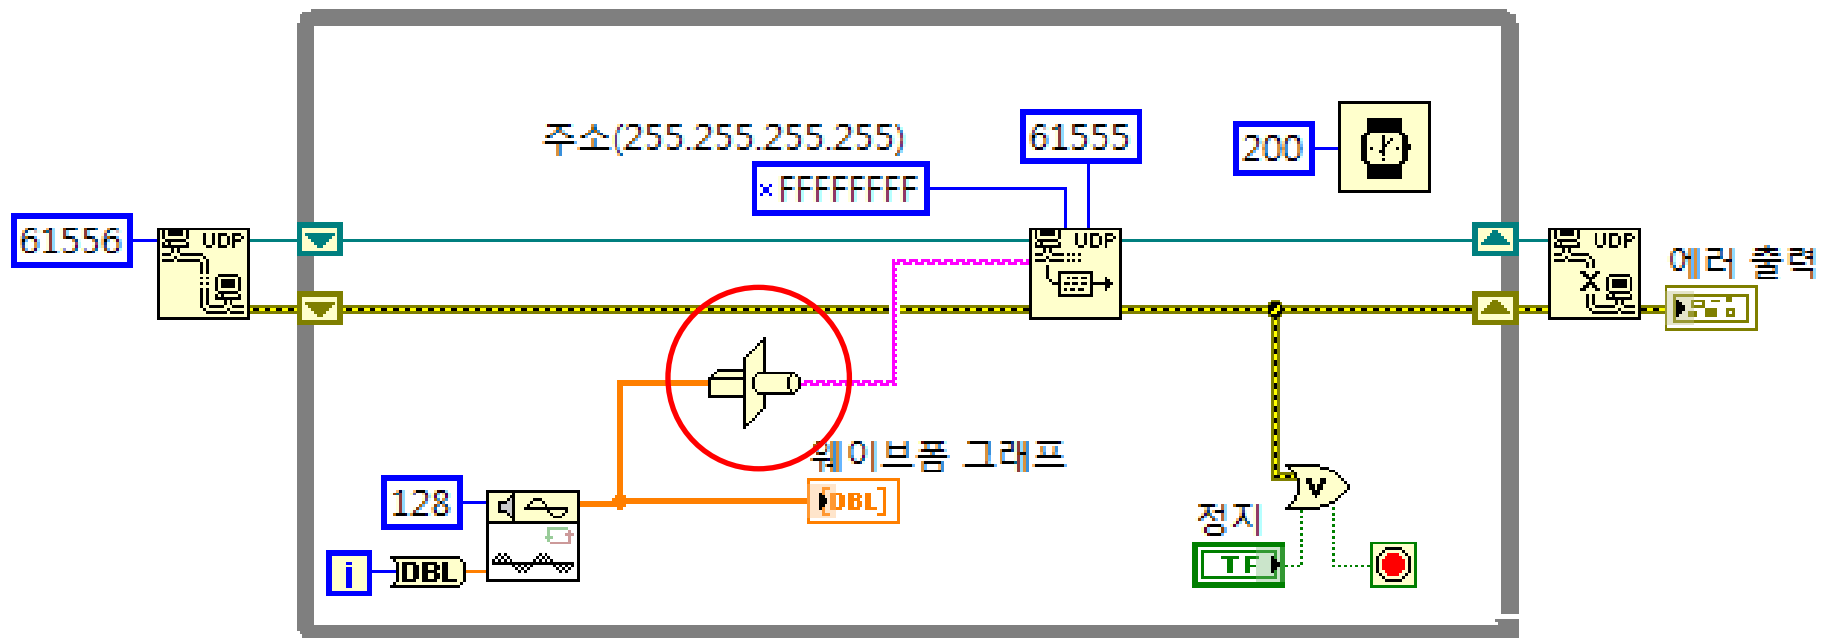 주소(255.255.255.255)
61555
200
×FFFFFFFF
61556
UDP
UDP
UDP
에러 출력
웨이브폼 그래프
128
[DBL]
V
정지
i
DBL
TF